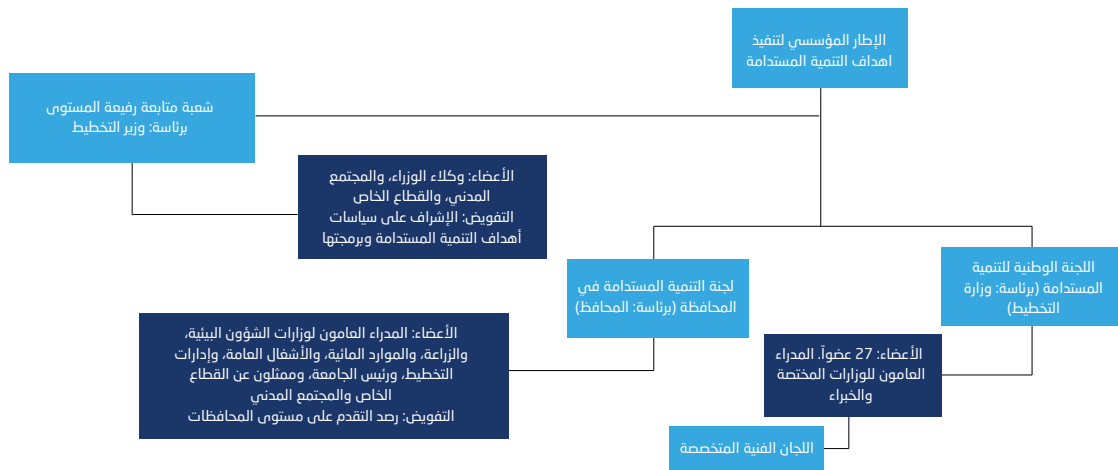 الإطار المؤسسي لتنفيذ
اهداف التنمية المستدامة
شعبة متابعة رفيعة المستوى
برئاسة: وزير التخطيط
الأعضاء: وكلاء الوزراء، والمجتمع
المدني، والقطاع الخاص
التفويض: الإشراف على سياسات
أهداف التنمية المستدامة وبرمجتها
اللجنة الوطنية للتنمية
المستدامة (برئاسة: وزارة
التخطيط)
لجنة التنمية المستدامة في
المحافظة (برئاسة: المحافظ)
الأعضاء: 27 عضواً. المدراء
العامون للوزارات المختصة
والخبراء
الأعضاء: المدراء العامون لوزارات الشؤون البيئية،
والزراعة، والموارد المائية، والأشغال العامة، وإدارات
التخطيط، ورئيس الجامعة، وممثلون عن القطاع
الخاص والمجتمع المدني
التفويض: رصد التقدم على مستوى المحافظات
اللجان الفنية المتخصصة